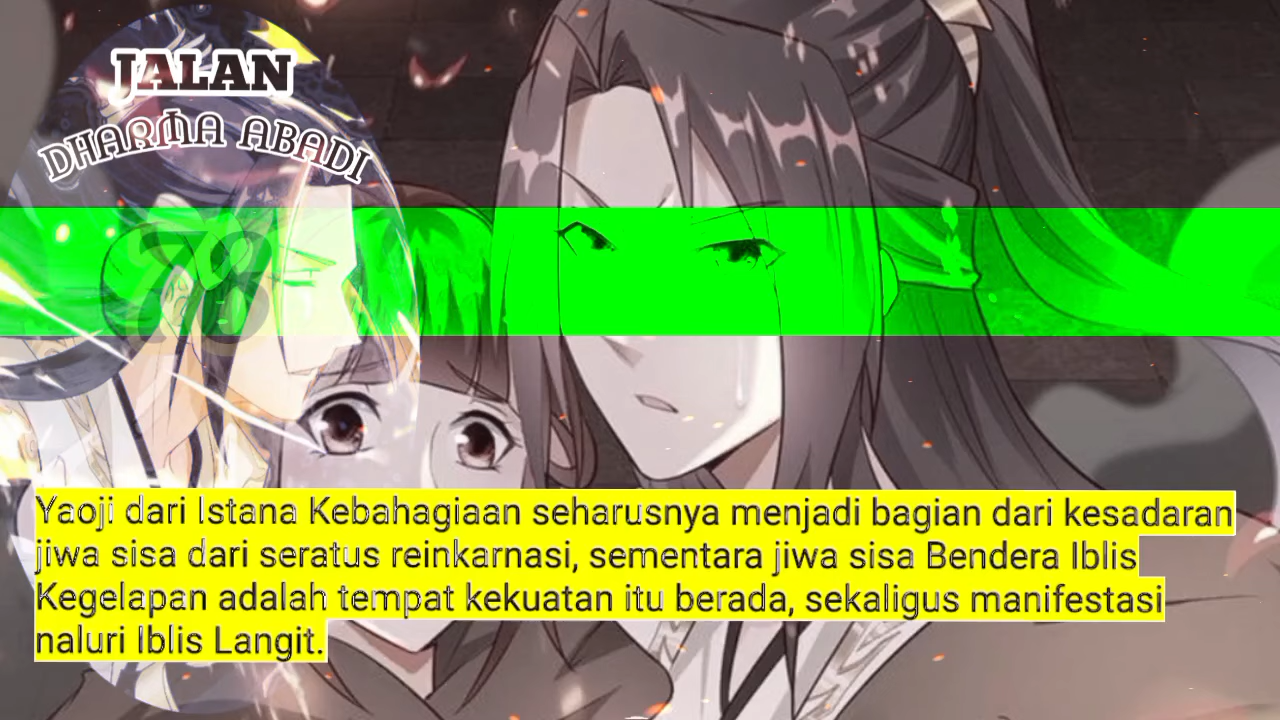 JALAN
DHARMA ABADI
78
Yaoji dari Istana Kebahagiaan seharusnya menjadi bagian dari kesadaran
jiwa sisa dari seratus reinkarnasi, sementara jiwa sisa Bendera Iblis
Kegelapan adalah tempat kekuatan itu berada, sekaligus manifestasi
naluri Iblis Langit.